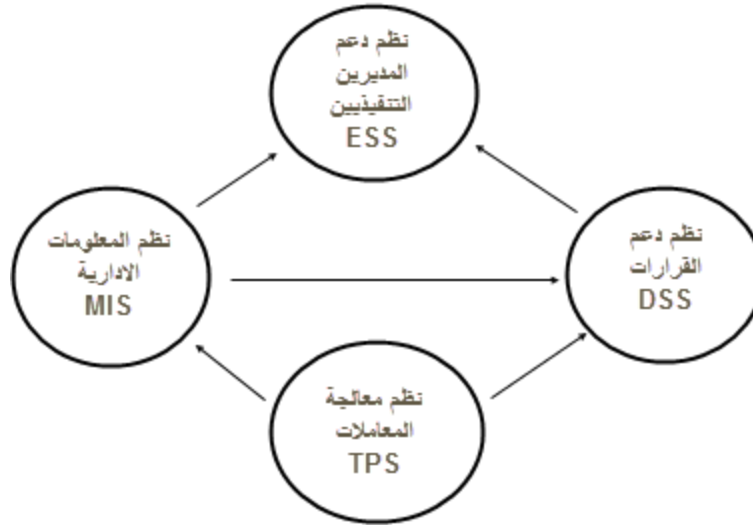 نظم دعم
المديرين
التنفيذيين
ESS
نظم المعلومات
الادارية
MIS
نظم دعم
القرارات
DSS
نظم معالجة
المعاملات
TPS